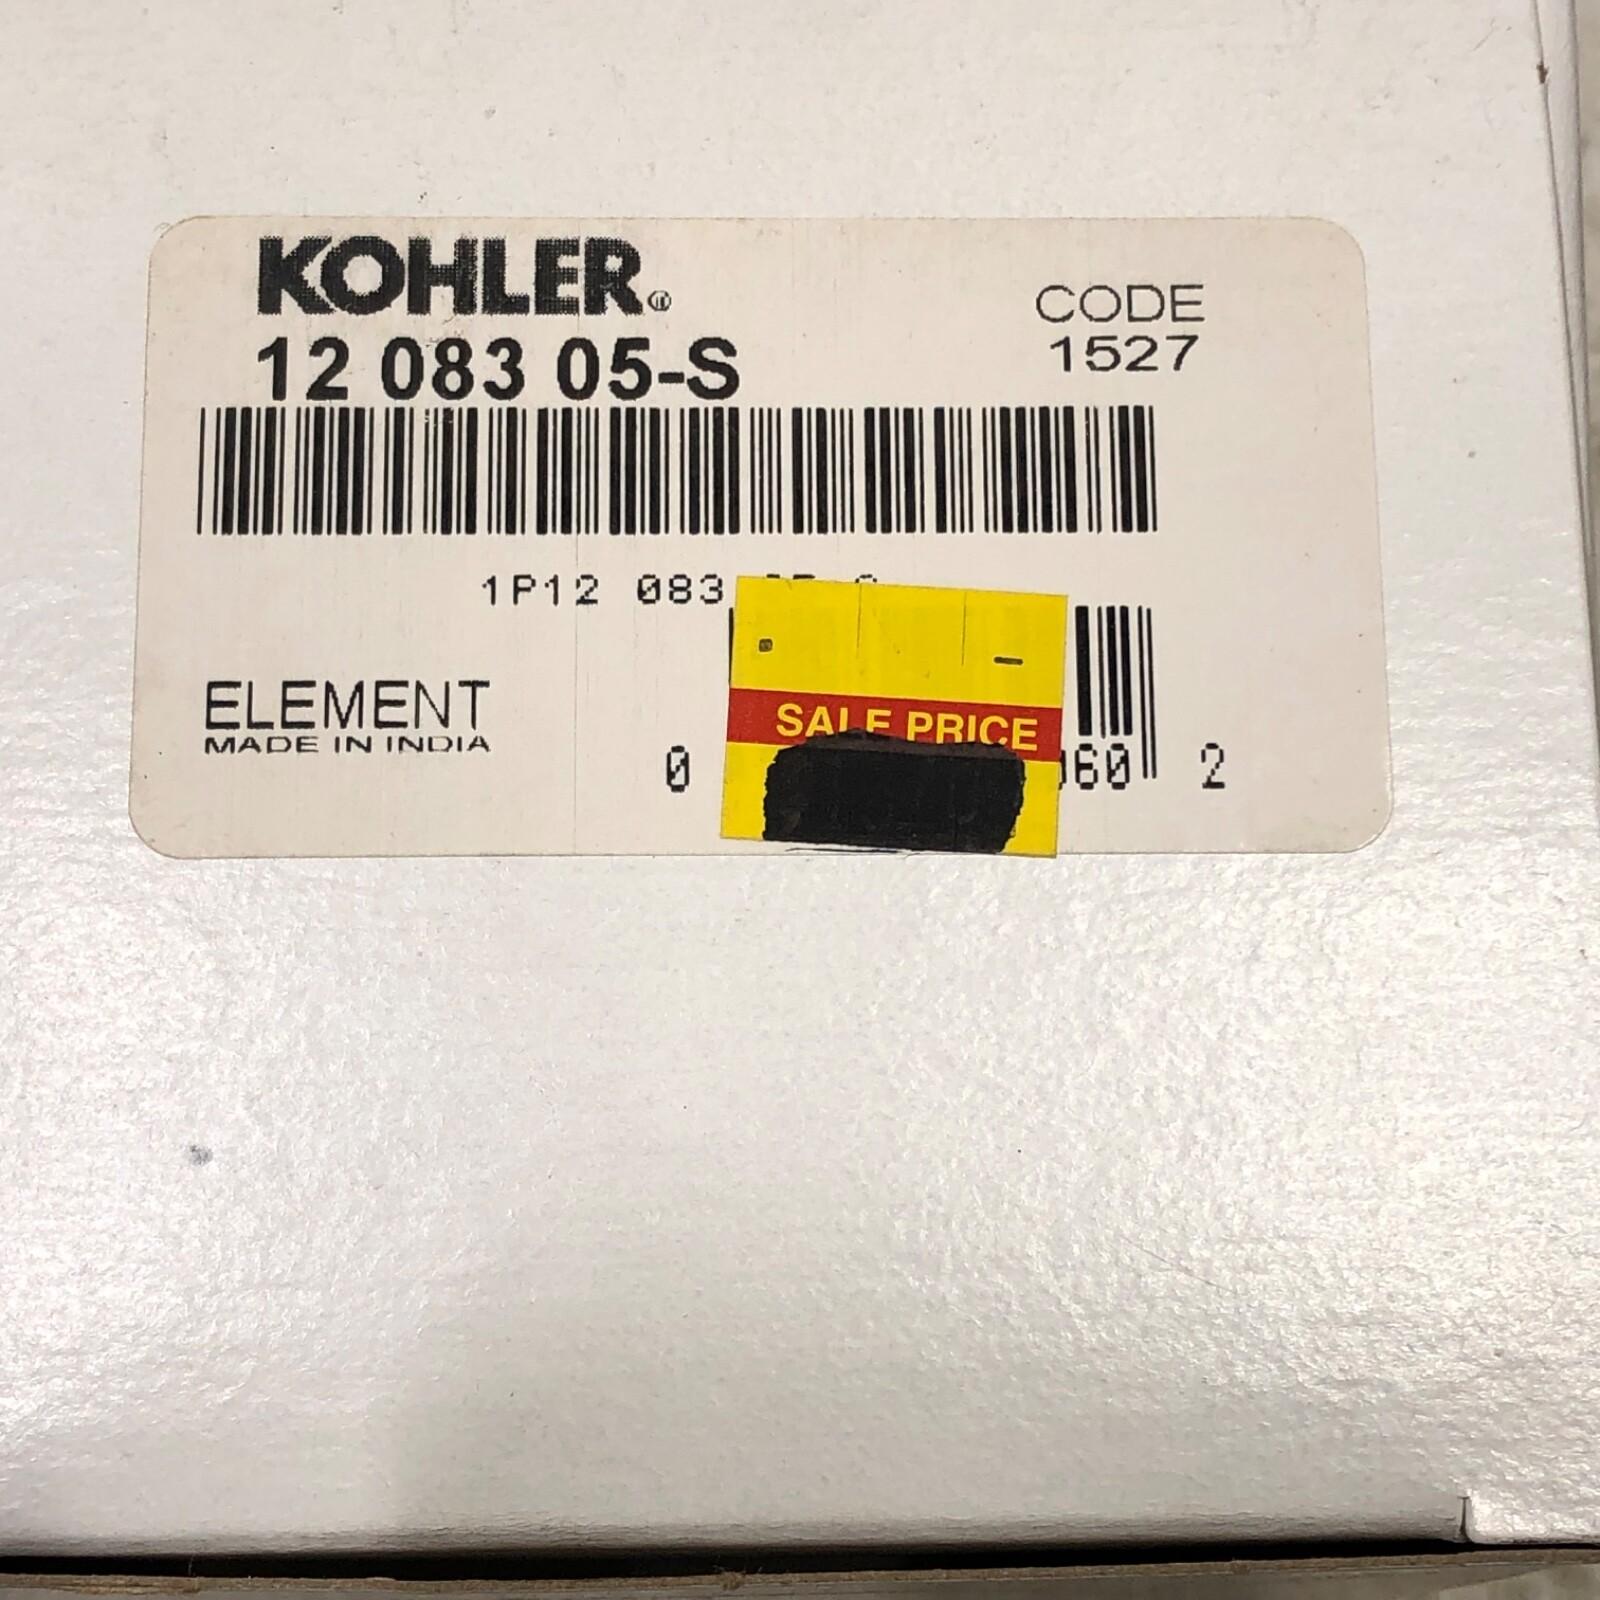 KOHLER®
12 083 05-S
CODE
1527
1P12 083
ELEMENT
MADE IN INDIA
SALE PRICE
0 60 2